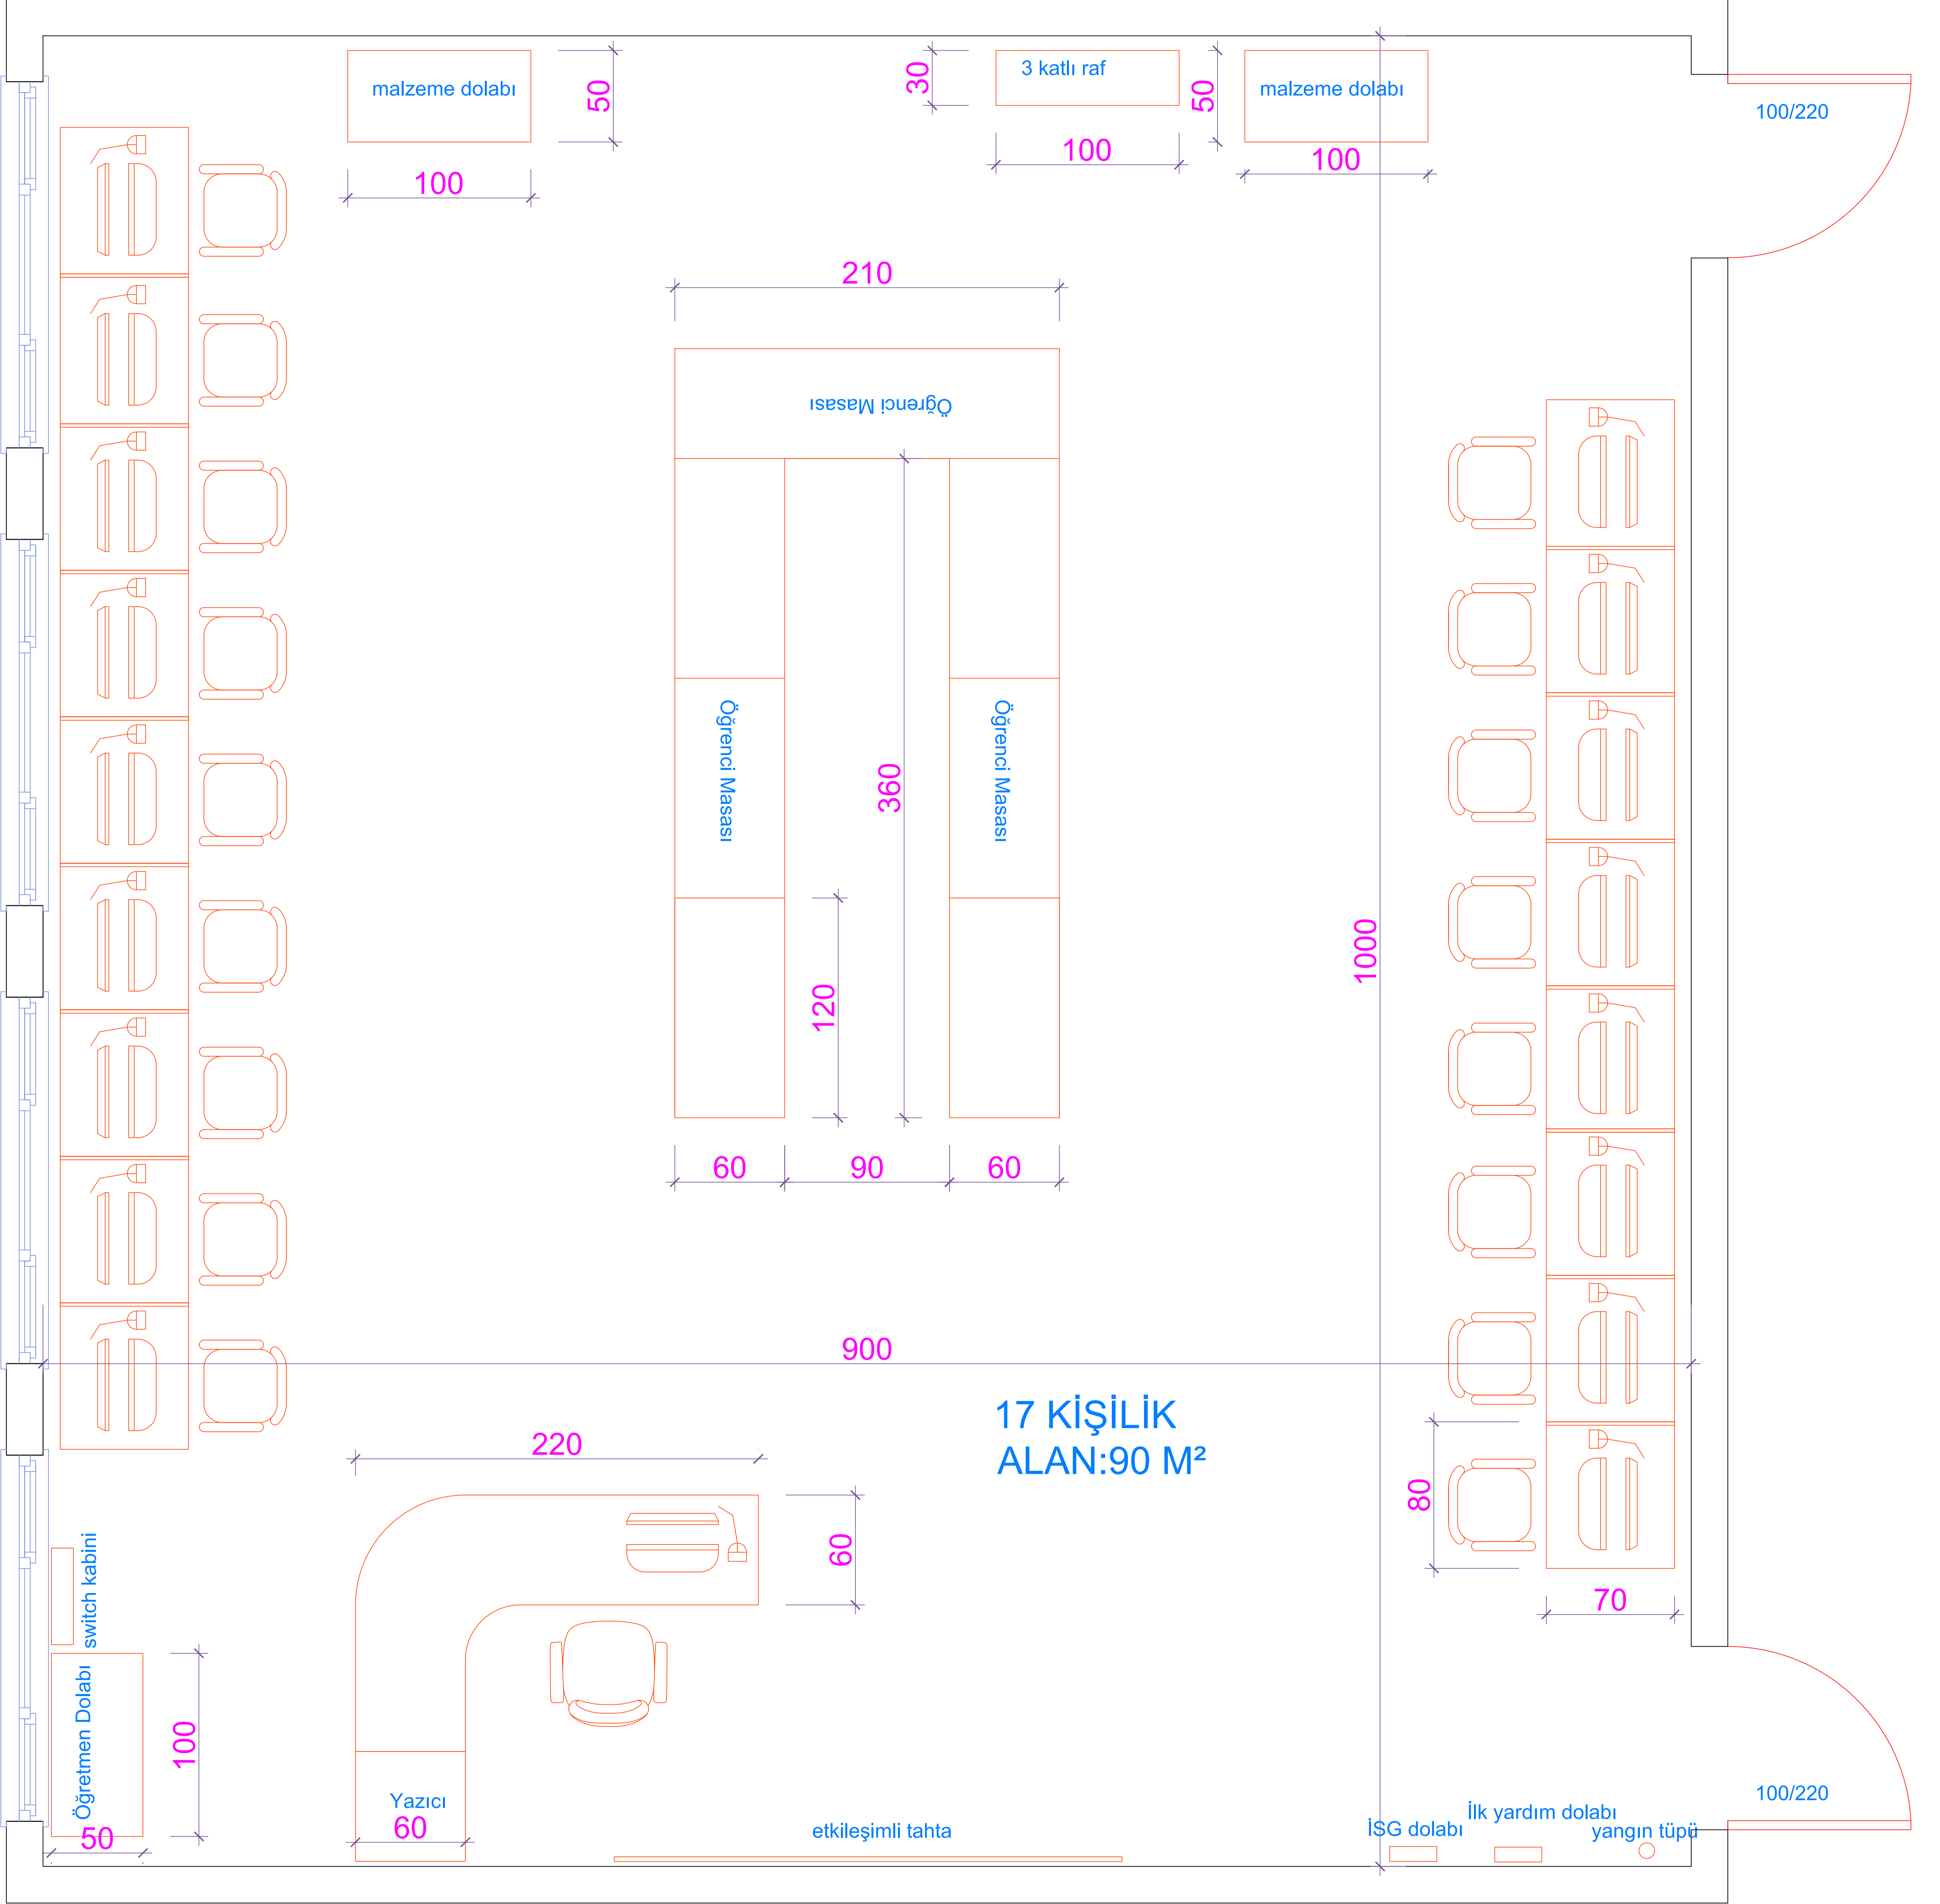 malzeme dolabı
50
30
3 katlı raf
50
malzeme dolabı
100/220
100
100
100
210
Öğrenci Masası
Öğrenci Masası
Öğrenci Masası
360
120
1000
60
90
60
900
17 KİŞİLİK
ALAN:90 M²
220
60
80
70
switch kabini
Öğretmen Dolabı
100
50
Yazıcı
60
etkileşimli tahta
İSG dolabı
İlk yardım dolabı
yangın tüpü
100/220